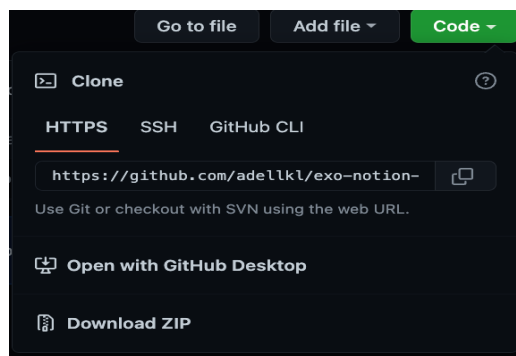 Go to file Add file Code
Clone
HTTPS SSH GitHub CLI
https://github.com/adellkl/exo-notion-
Use Git or checkout with SVN using the web URL.
Open with GitHub Desktop
Download ZIP